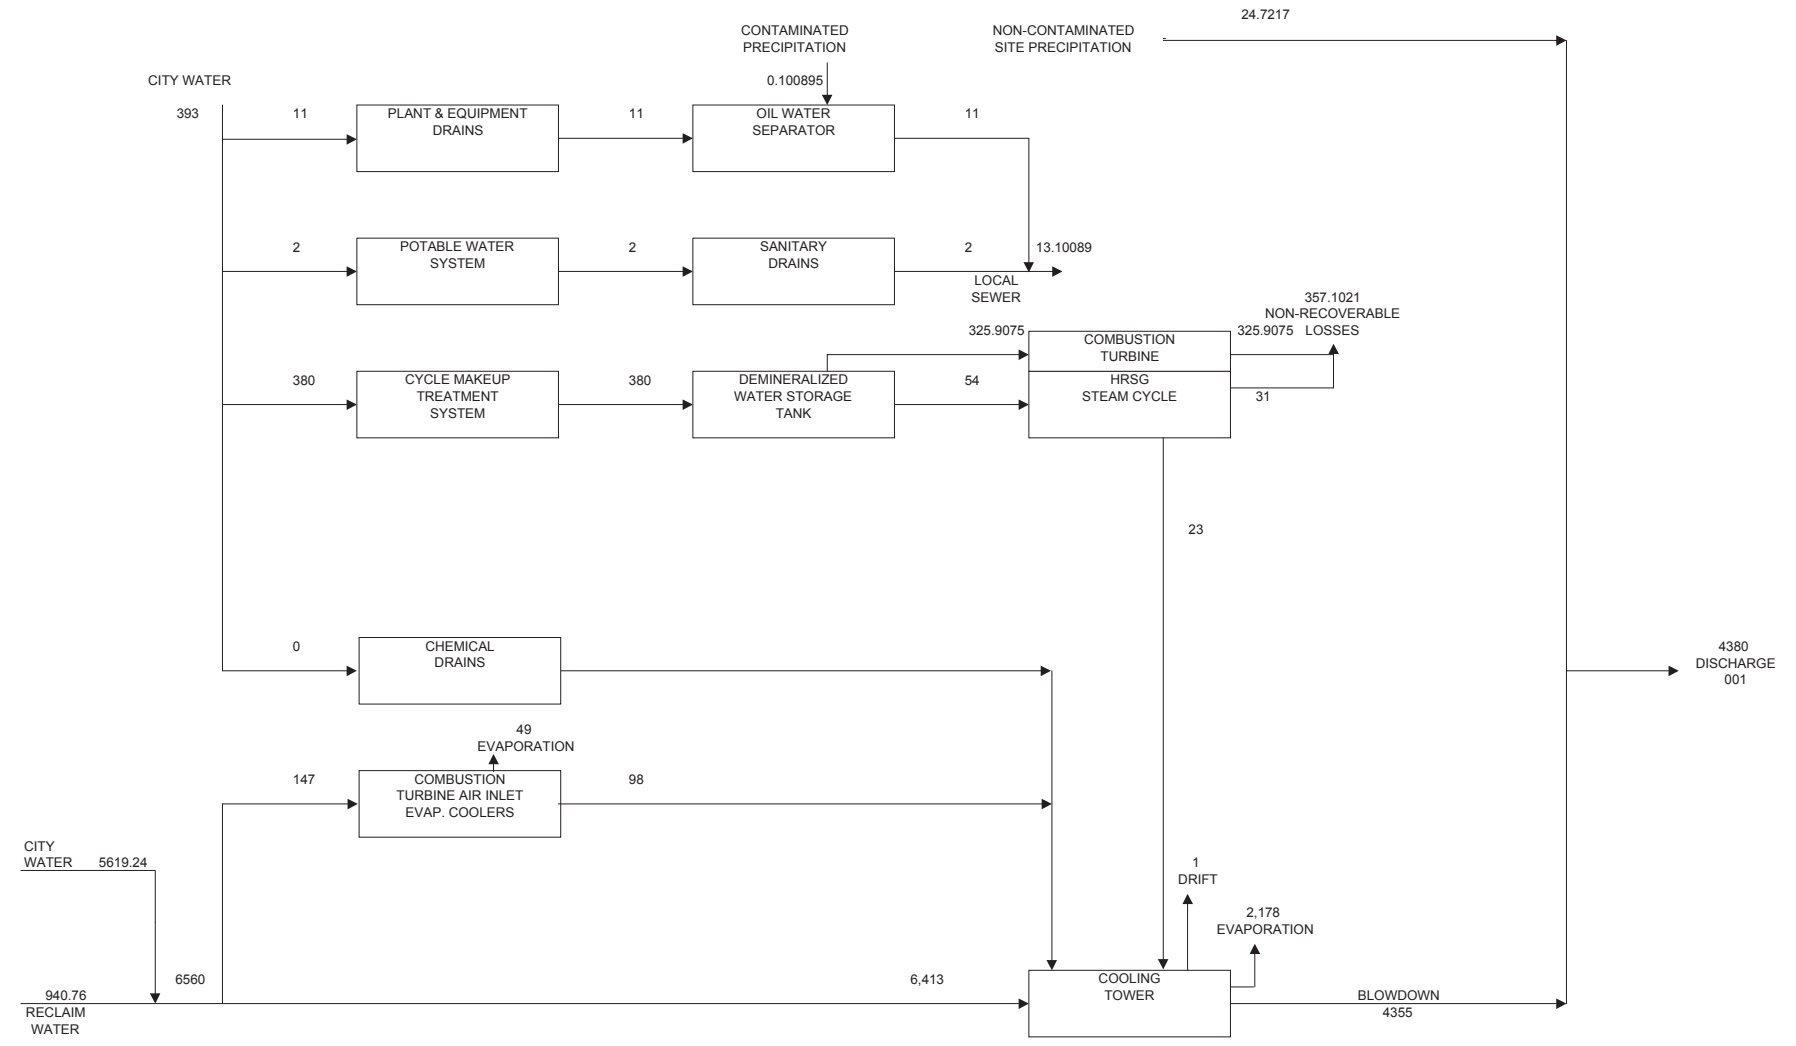 24.7217
CONTAMINATED
PRECIPITATION
NON-CONTAMINATED
SITE PRECIPITATION
CITY WATER
0.100895
393
11
PLANT & EQUIPMENT
DRAINS
11
OIL WATER
SEPARATOR
11
2
POTABLE WATER
SYSTEM
2
SANITARY
DRAINS
2
13.10089
LOCAL
SEWER
357.1021
NON-RECOVERABLE
LOSSES
325.9075
COMBUSTION
TURBINE
325.9075
380
CYCLE MAKEUP
TREATMENT
SYSTEM
380
DEMINERALIZED
WATER STORAGE
TANK
54
HRSG
STEAM CYCLE
31
23
0
CHEMICAL
DRAINS
4380
DISCHARGE
001
49
EVAPORATION
147
COMBUSTION
TURBINE AIR INLET
EVAP. COOLERS
98
CITY
WATER 5619.24
1
DRIFT
2,178
EVAPORATION
6560
6,413
COOLING
TOWER
940.76
RECLAIM
WATER
BLOWDOWN
4355